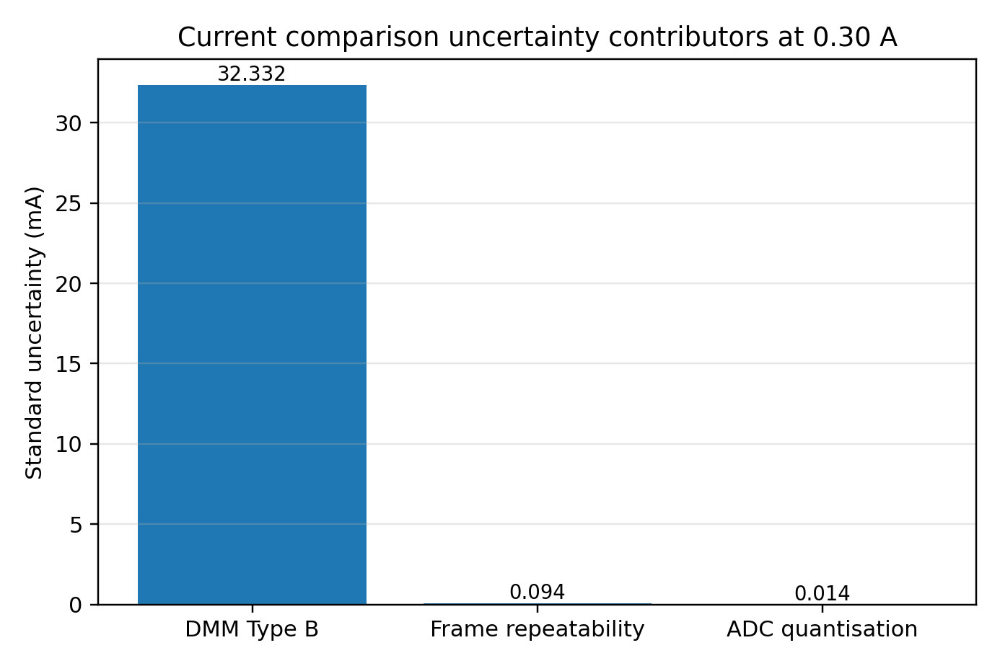 Current comparison uncertainty contributors at 0.30 A
Standard uncertainty (mA)
30
25
20
15
10
5
0
32.332
0.094
0.014
DMM Type B
Frame repeatability
ADC quantisation